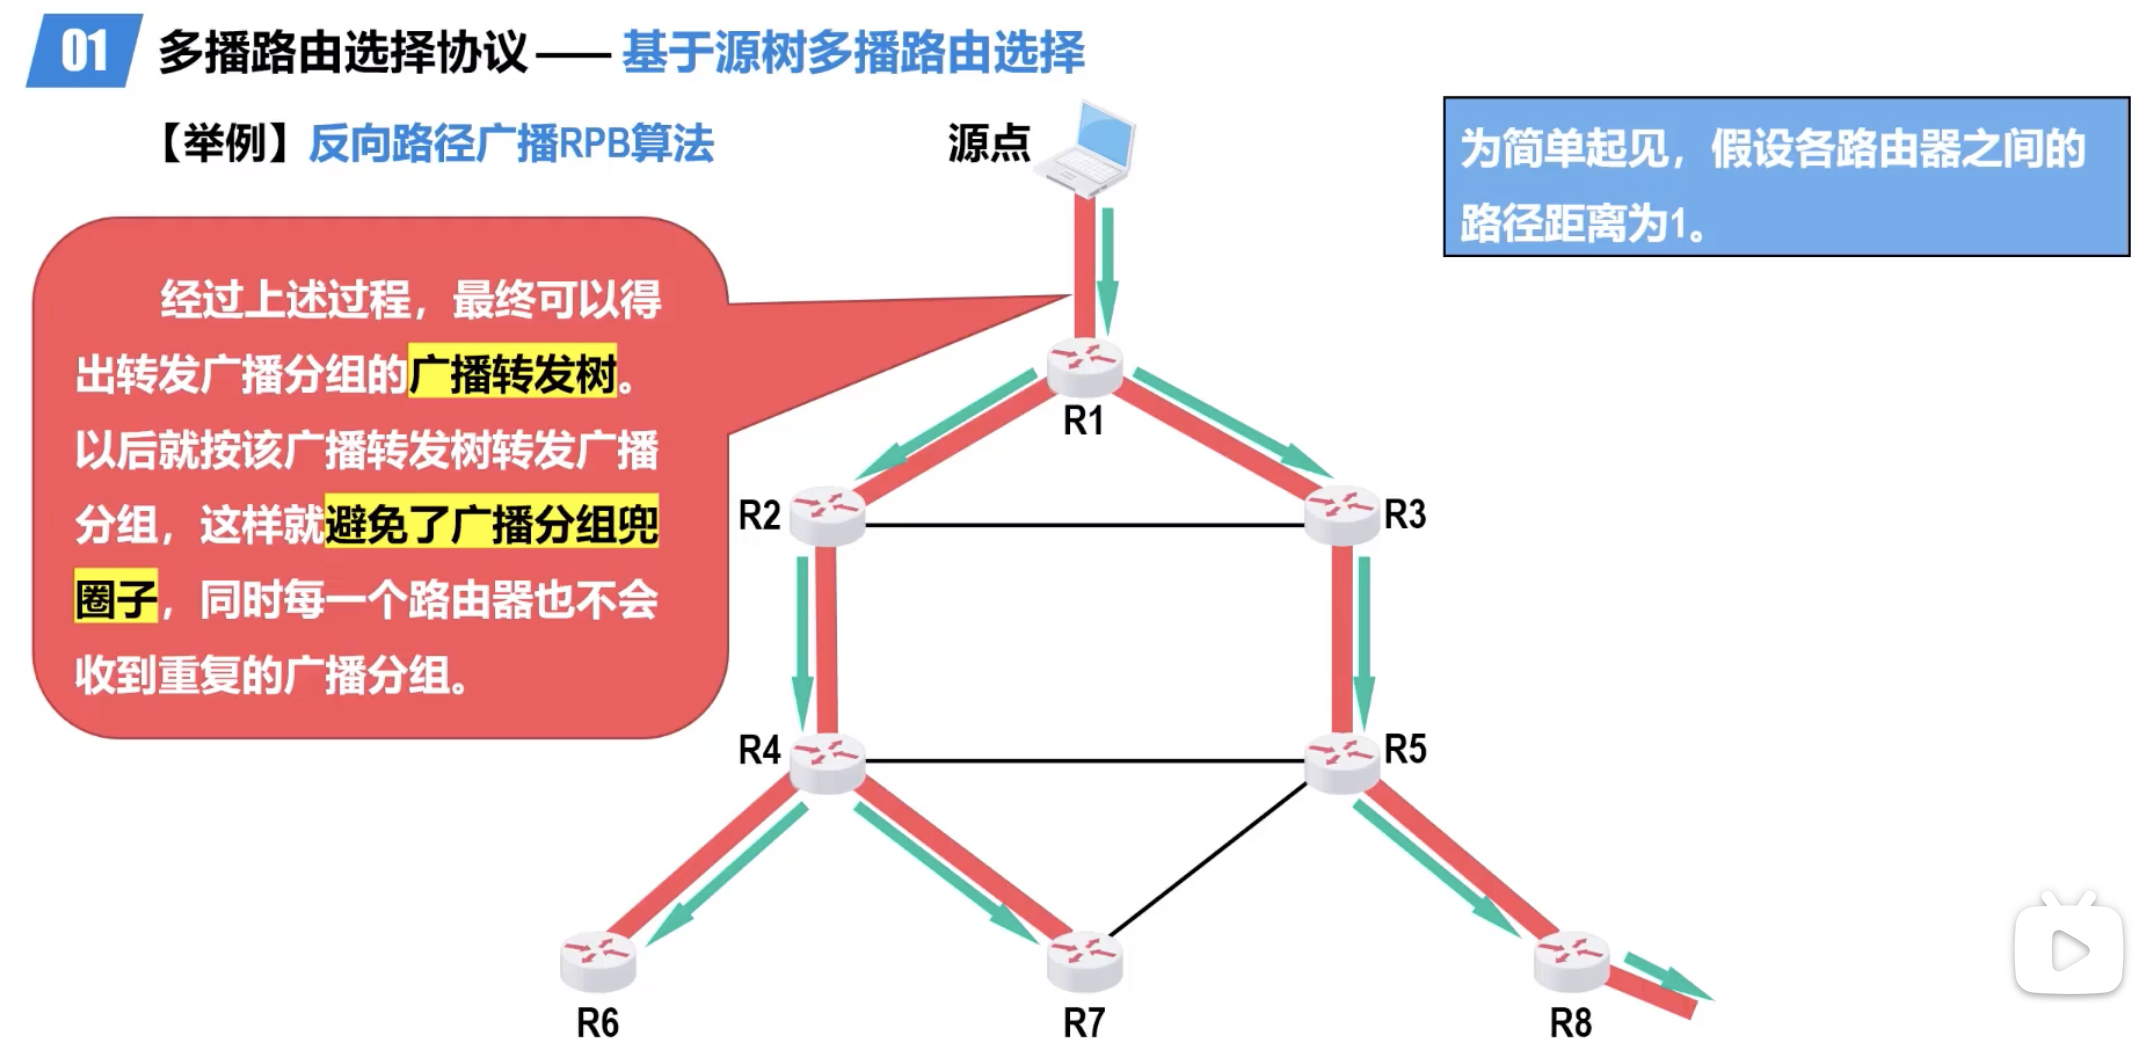 01 多播路由选择协议 —— 基于源树多播路由选择
【举例】反向路径广播RPB算法
源点
为简单起见，假设各路由器之间的
路径距离为1。
经过上述过程，最终可以得
出转发广播分组的广播转发树。
以后就按该广播转发树转发广播
分组，这样就避免了广播分组兜
圈子，同时每一个路由器也不会
收到重复的广播分组。
R1
R2
R3
R4
R5
R6
R7
R8